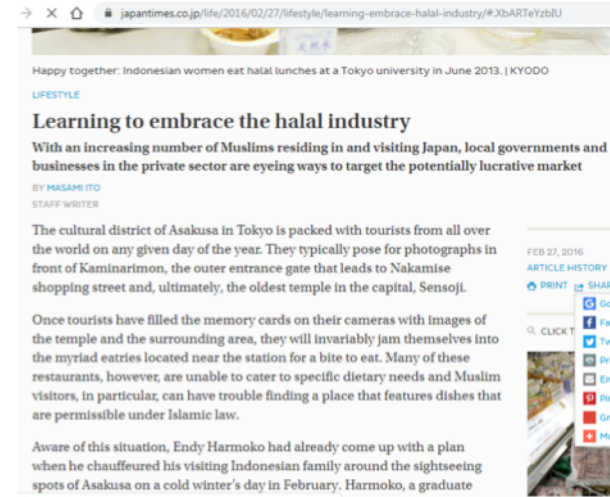 japantimes.co.jp/life/2016/02/27/lifestyle/learning-embrace-halal-industry/#.XbARTeYzbIU
Happy together: Indonesian women eat halal lunches at a Tokyo university in June 2013. | KYODO
LIFESTYLE
Learning to embrace the halal industry
With an increasing number of Muslims residing in and visiting Japan, local governments and
businesses in the private sector are eyeing ways to target the potentially lucrative market
BY MASAMI ITO
STAFF WRITER
The cultural district of Asakusa in Tokyo is packed with tourists from all over
the world on any given day of the year. They typically pose for photographs in
front of Kaminarimon, the outer entrance gate that leads to Nakamise
shopping street and, ultimately, the oldest temple in the capital, Sensoji.
Once tourists have filled the memory cards on their cameras with images of
the temple and the surrounding area, they will invariably jam themselves into
the myriad eateries located near the station for a bite to eat. Many of these
restaurants, however, are unable to cater to specific dietary needs and Muslim
visitors, in particular, can have trouble finding a place that features dishes that
are permissible under Islamic law.
Aware of this situation, Endy Harmoko had already come up with a plan
when he chauffeured his visiting Indonesian family around the sightseeing
spots of Asakusa on a cold winter's day in February. Harmoko, a graduate
FEB 27, 2016
ARTICLE HISTORY
PRINT SHAR
Go
Fa
Tw
Pr
Em
Pi
Gr
Mo
CLICK T